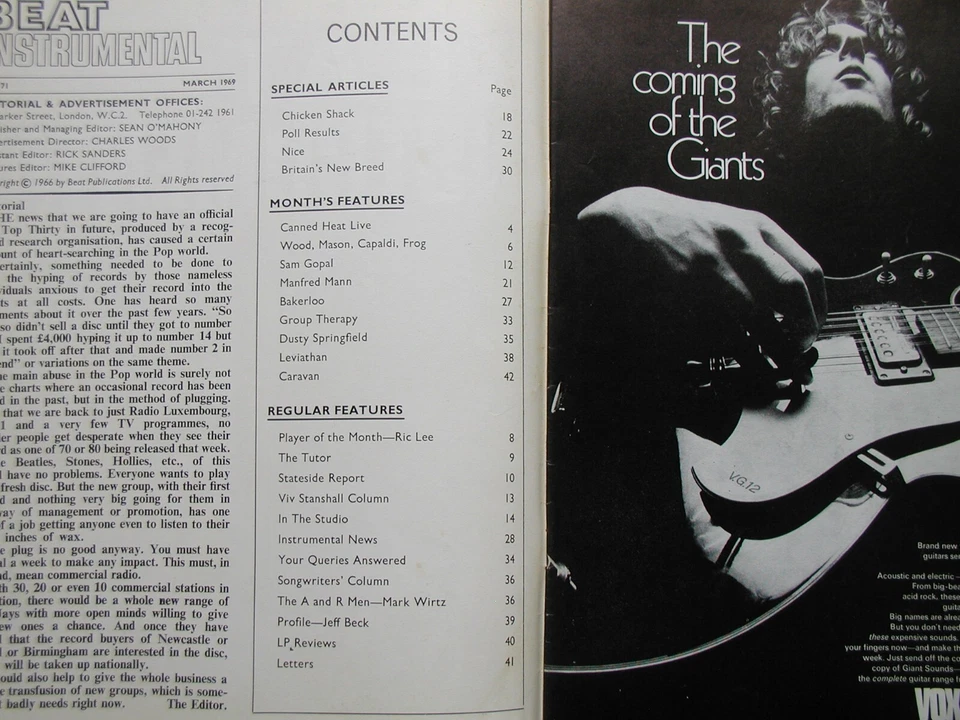 BEAT
INSTRUMENTAL
71 MARCH 1969
TORIAL & ADVERTISEMENT OFFICES:
arker Street, London, W.C.2. Telephone 01-242 1961
isher and Managing Editor: SEAN O'MAHONY
ertisement Director: CHARLES WOODS
stant Editor: RICK SANDERS
ures Editor: MIKE CLIFFORD
right © 1966 by Beat Publications Ltd. All Rights reserved
torial
HE news that we are going to have an official
Top Thirty in future, produced by a recog-
d research organisation, has caused a certain
unt of heart-searching in the Pop world.
ertainly, something needed to be done to
the hyping of records by those nameless
viduals anxious to get their record into the
ts at all costs. One has heard so many
ments about it over the past few years. "So
so didn't sell a disc until they got to number
I spent £4,000 hyping it up to number 14 but
it took off after that and made number 2 in
end" or variations on the same theme.
he main abuse in the Pop world is surely not
e charts where an occasional record has been
d in the past, but in the method of plugging.
that we are back to just Radio Luxembourg,
1 and a very few TV programmes, no
er people get desperate when they see their
rd as one of 70 or 80 being released that week.
e Beatles, Stones, Hollies, etc., of this
l have no problems. Everyone wants to play
fresh disc. But the new group, with their first
d and nothing very big going for them in
way of management or promotion, has one
f a job getting anyone even to listen to their
inches of wax.
e plug is no good anyway. You must have
al a week to make any impact. This must, in
nd, mean commercial radio.
th 30, 20 or even 10 commercial stations in
tion, there would be a whole new range of
Jays with more open minds willing to give
ew ones a chance. And once they have
l that the record buyers of Newcastle or
l or Birmingham are interested in the disc,
will be taken up nationally.
ould also help to give the whole business a
e transfusion of new groups, which is some-
t badly needs right now. The Editor.
CONTENTS
SPECIAL ARTICLES Page
Chicken Shack 18
Poll Results 22
Nice 24
Britain's New Breed 30
MONTH'S FEATURES
Canned Heat Live 4
Wood, Mason, Capaldi, Frog 6
Sam Gopal 12
Manfred Mann 21
Bakerloo 27
Group Therapy 33
Dusty Springfield 35
Leviathan 38
Caravan 42
REGULAR FEATURES
Player of the Month—Ric Lee 8
The Tutor 9
Stateside Report 10
Viv Stanshall Column 13
In The Studio 14
Instrumental News 28
Your Queries Answered 34
Songwriters' Column 36
The A and R Men—Mark Wirtz 36
Profile—Jeff Beck 39
LP Reviews 40
Letters 41
The
coming
of the
Giants
V.G.12
Brand new
guitars se
Acoustic and electric—
From big-bea
acid rock, these
guita
Big names are alrea
But you don't need
these expensive sounds.
your fingers now—and make th
week. Just send off the co
copy of Giant Sounds—
the complete guitar range f
VOX